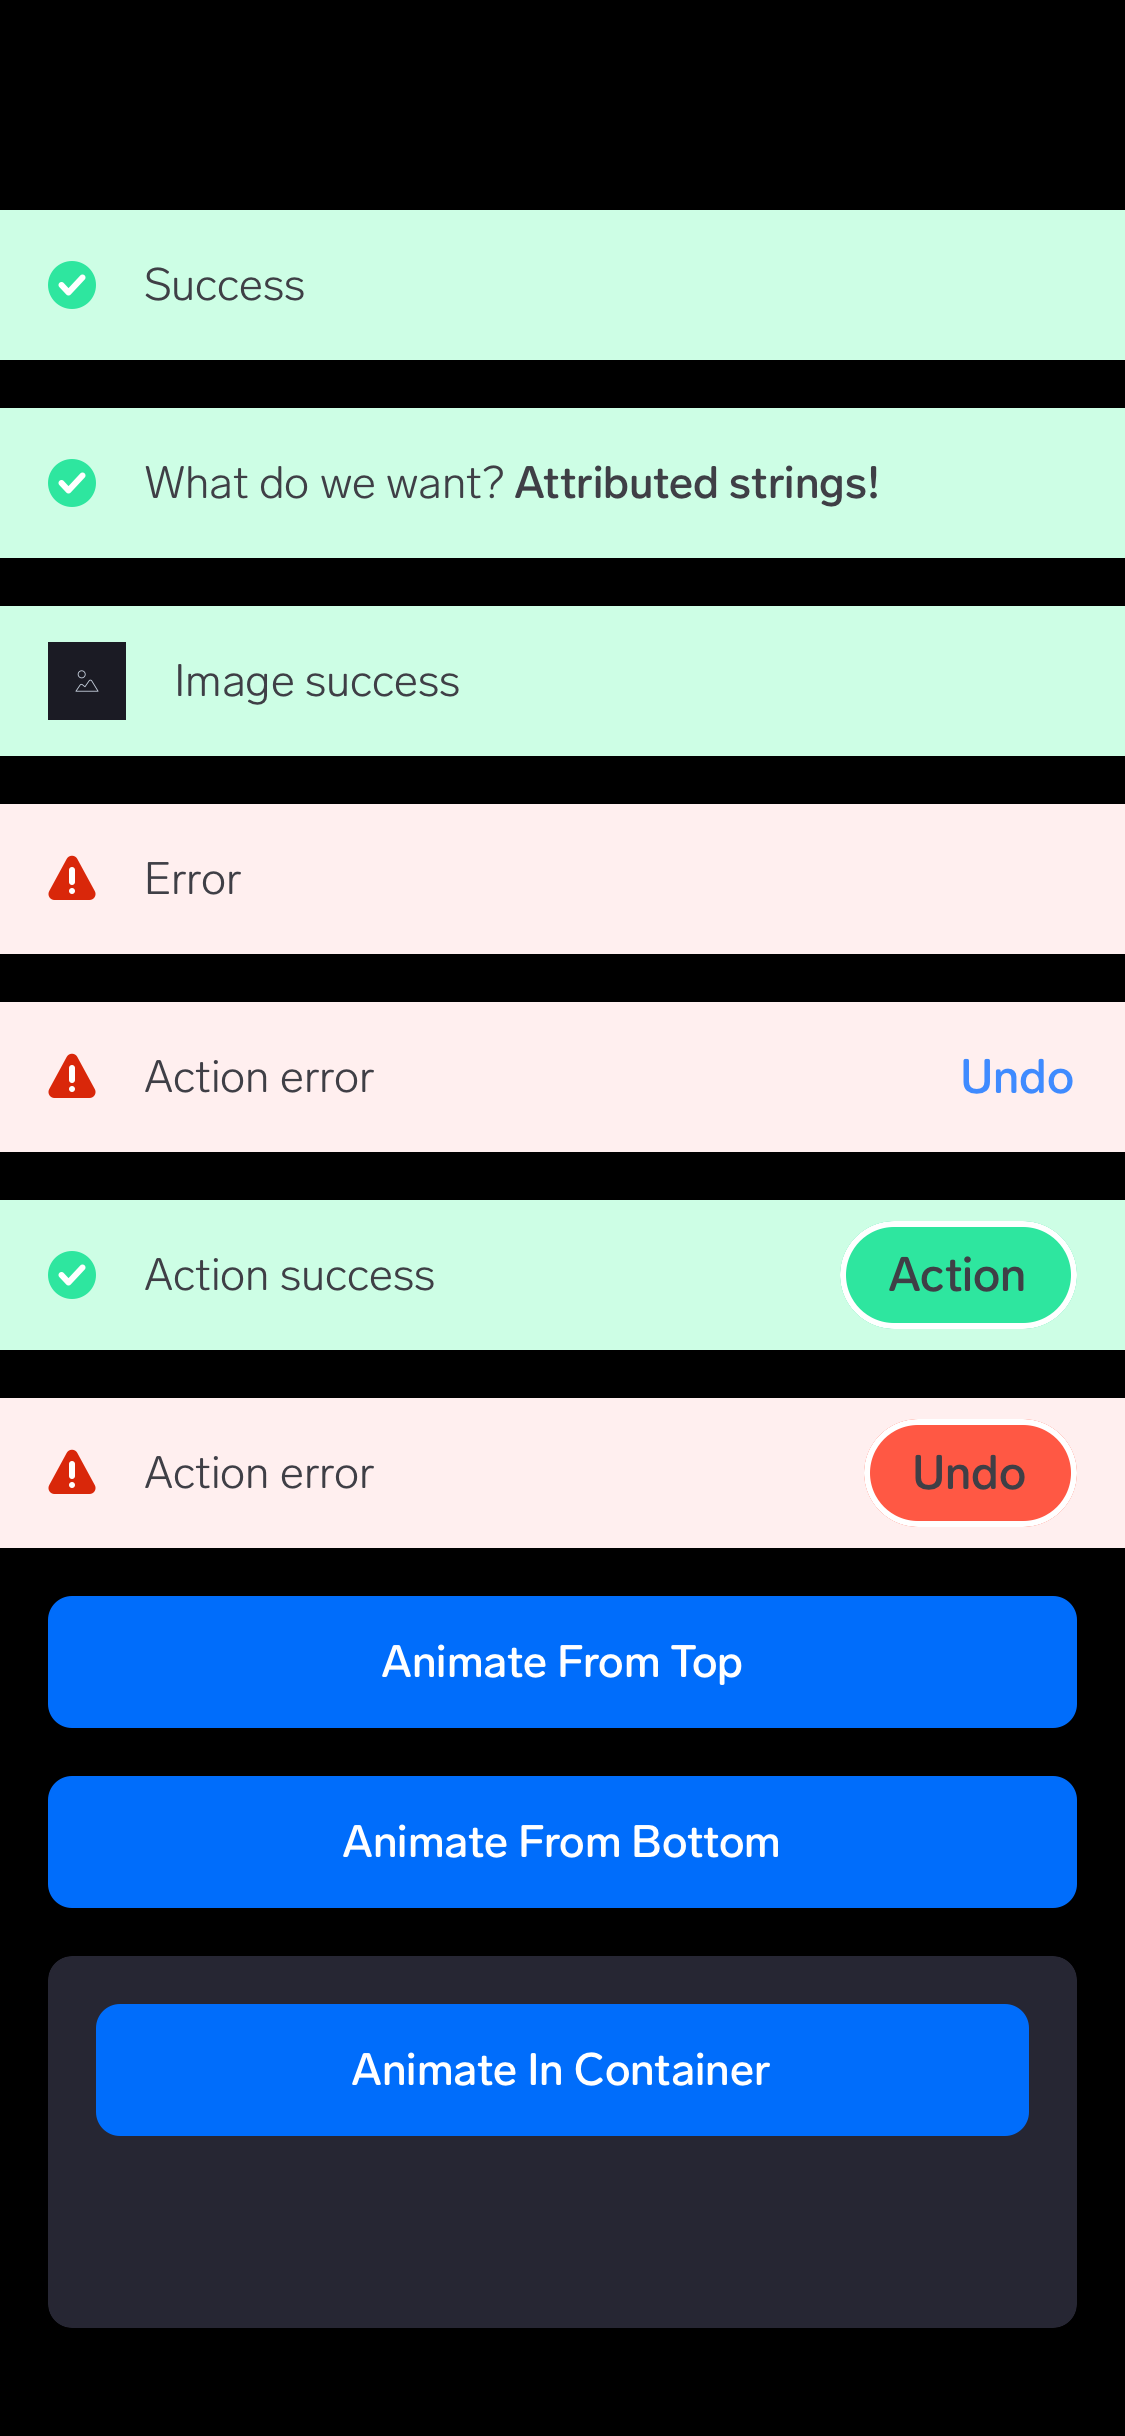 Success
What do we want? Attributed strings!
Image success
Error
Action error Undo
Action success Action
Action error Undo
Animate From Top
Animate From Bottom
Animate In Container